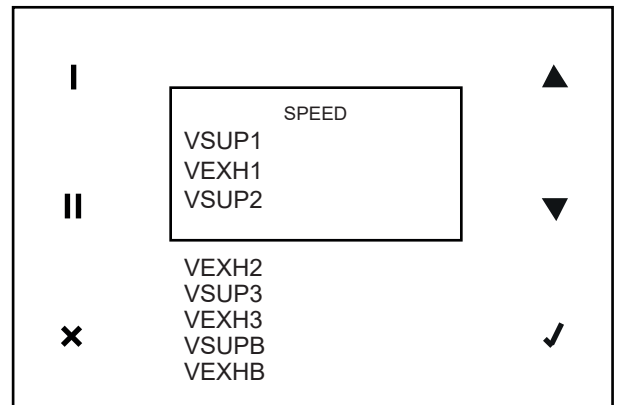 I
SPEED
VSUP1
VEXH1
VSUP2
II
VEXH2
VSUP3
VEXH3
VSUPB
VEXHB